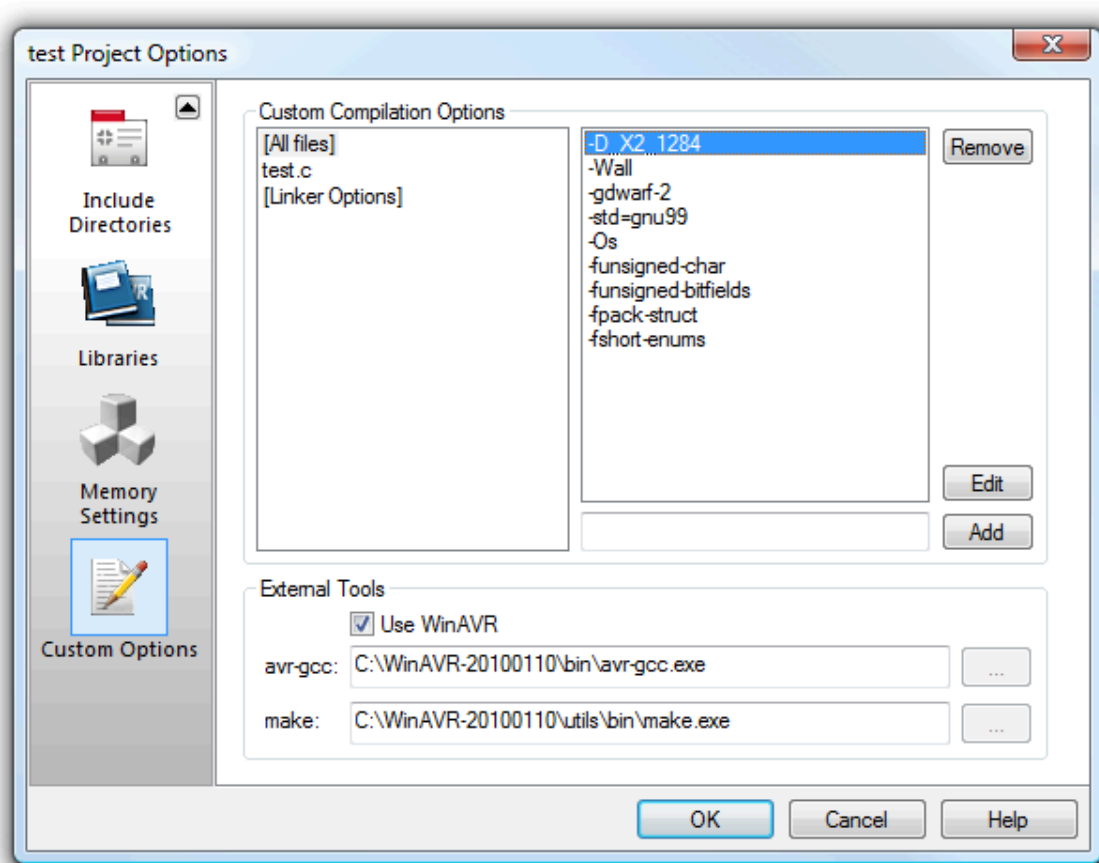 test Project Options
Include
Directories
Libraries
Memory
Settings
Custom Options
Custom Compilation Options
[All files]
test.c
[Linker Options]
-D_X2_1284
-Wall
-gdwarf-2
-std=gnu99
-Os
-funsigned-char
-funsigned-bitfields
-fpack-struct
-fshort-enums
Remove
Edit
Add
External Tools
Use WinAVR
avr-gcc: C:\WinAVR-20100110\bin\avr-gcc.exe ...
make: C:\WinAVR-20100110\utils\bin\make.exe ...
OK Cancel Help